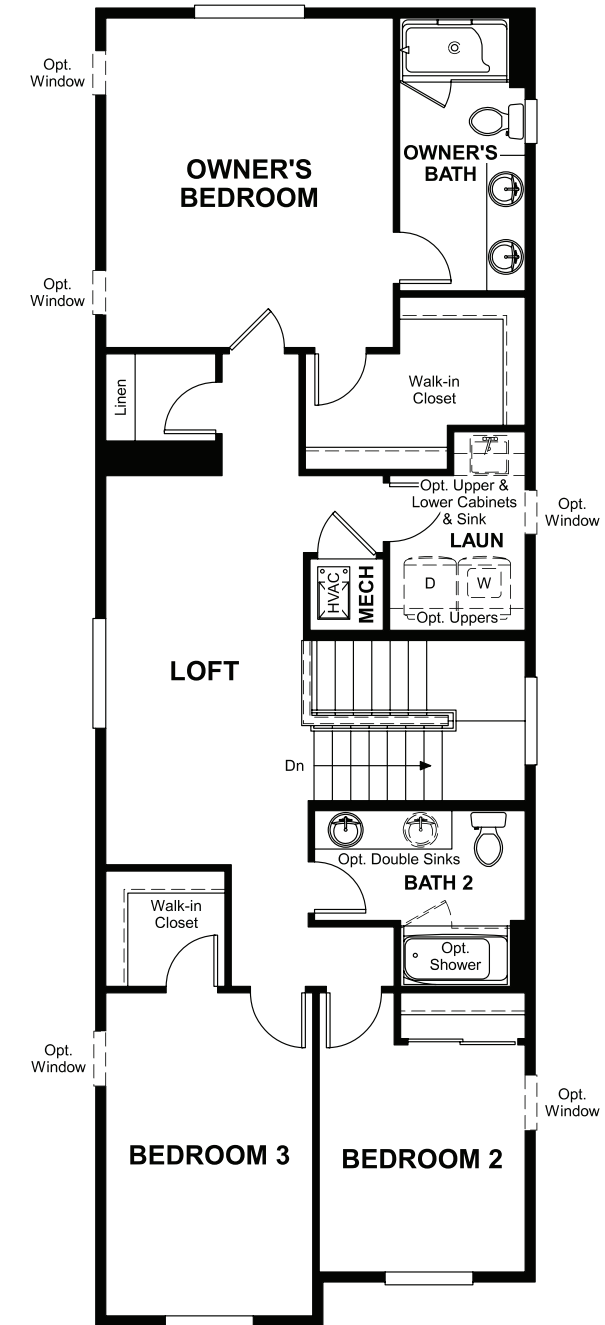 Opt.
Window
OWNER'S
BEDROOM
OWNER'S
BATH
Opt.
Window
Linen
Walk-in
Closet
Opt. Upper &
Lower Cabinets
& Sink
Opt.
Window
LAUN
HVAC
MECH
D
W
Opt. Uppers
LOFT
Dn
Opt. Double Sinks
BATH 2
Walk-in
Closet
Opt.
Shower
Opt.
Window
Opt.
Window
BEDROOM 3
BEDROOM 2